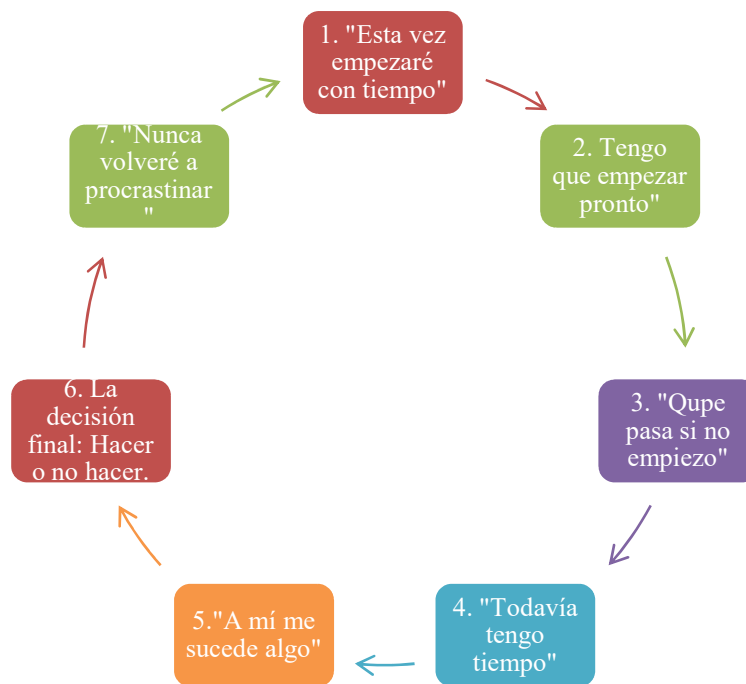 1. "Esta vez
empezaré
con tiempo"
2. Tengo
que empezar
pronto"
3. "Qupe
pasa si no
empiezo"
4. "Todavía
tengo
tiempo"
5."A mí me
sucede algo"
6. La
decisión
final: Hacer
o no hacer.
7. "Nunca
volveré a
procrastinar
"